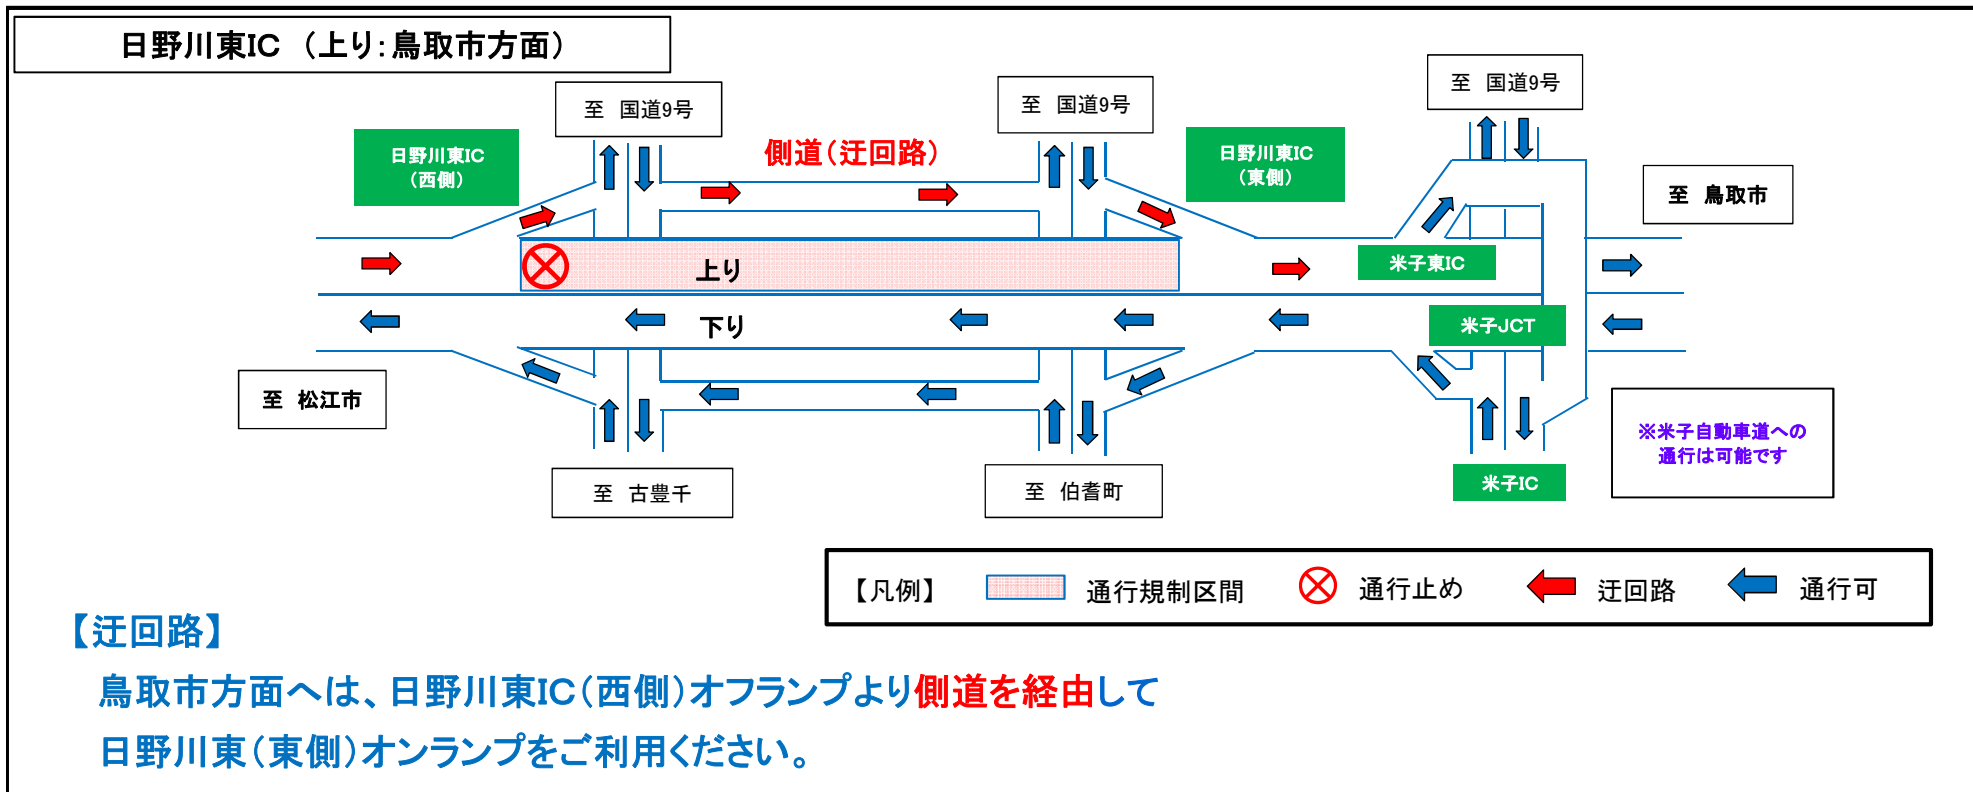 日野川東IC （上り：鳥取市方面）
至　国道9号
至　国道9号
至　国道9号
日野川東IC
（西側）
側道（迂回路）
日野川東IC
（東側）
至　鳥取市
上り
米子東IC
下り
米子JCT
至　松江市
※米子自動車道への
通行は可能です
至　古豊千
至　伯耆町
米子IC
【凡例】　通行規制区間　通行止め　迂回路　通行可
【迂回路】
鳥取市方面へは、日野川東IC（西側）オフランプより側道を経由して
日野川東（東側）オンランプをご利用ください。